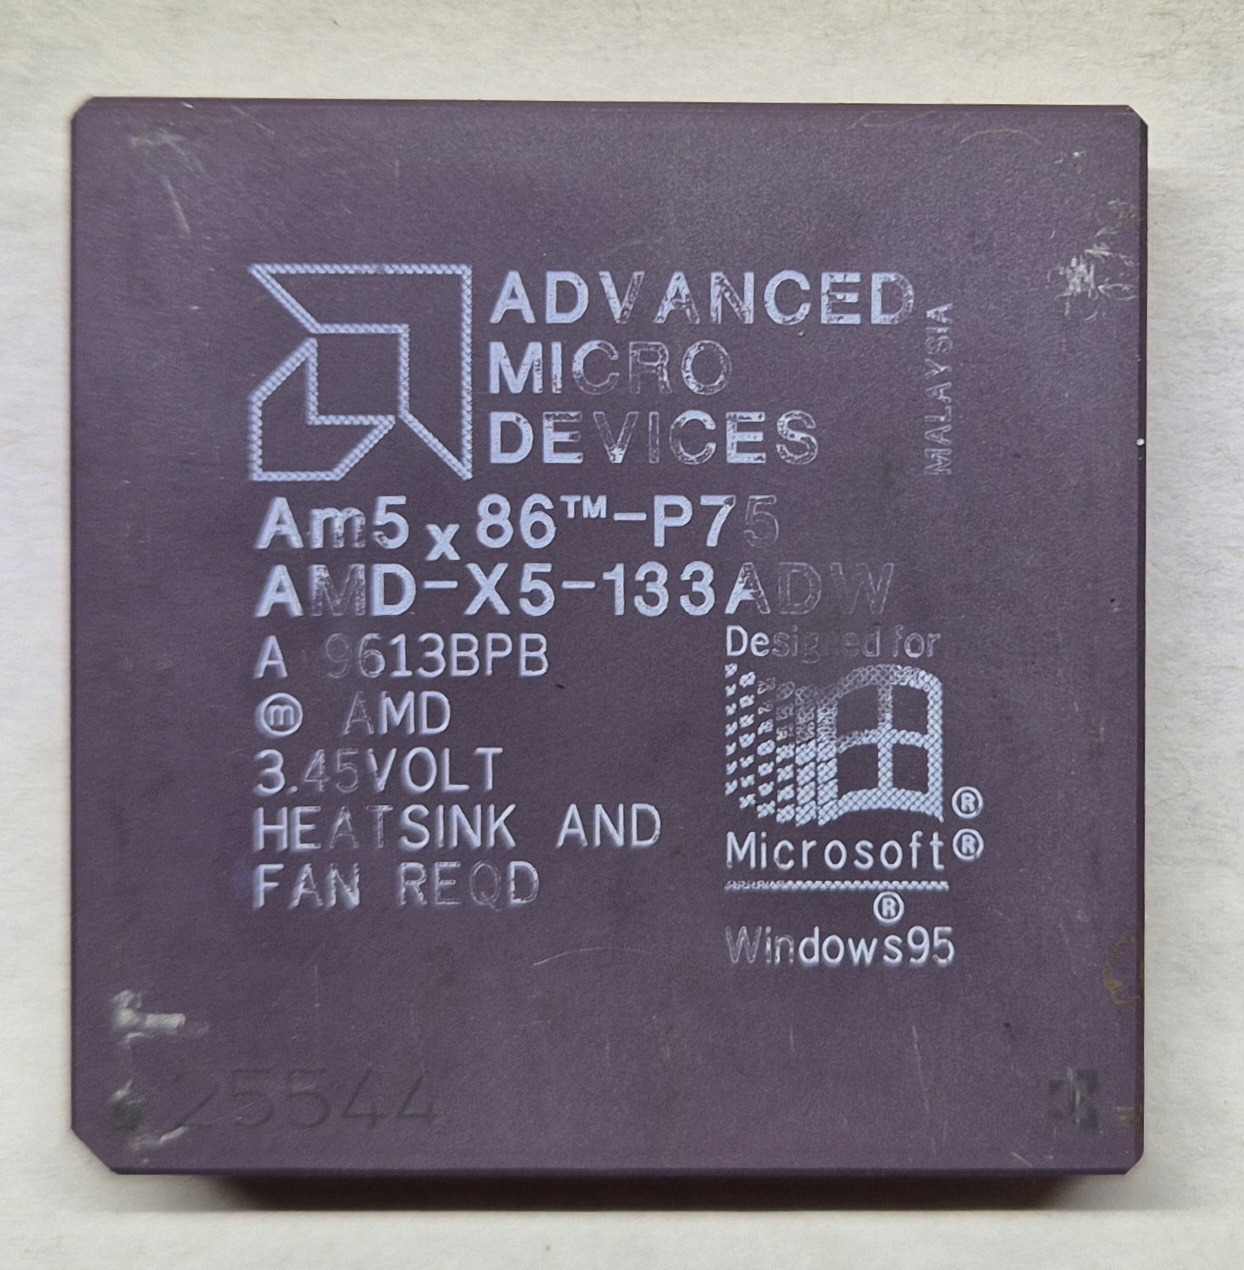 ADVANCED
MICRO
DEVICES
MALAYSIA
Am5x86™-P75
AMD-X5-133ADW
A 9613BPB
ⓜ AMD
3.45VOLT
HEATSINK AND
FAN REQD
Designed for
®
Microsoft®
®
Windows95
25544